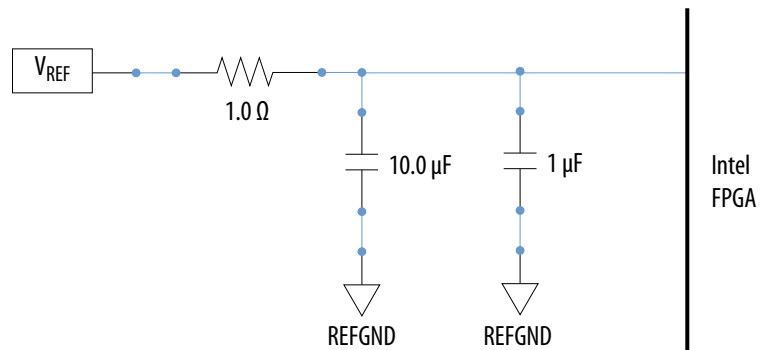 VREF
1.0 Ω
10.0 µF
1 µF
Intel
FPGA
REFGND
REFGND